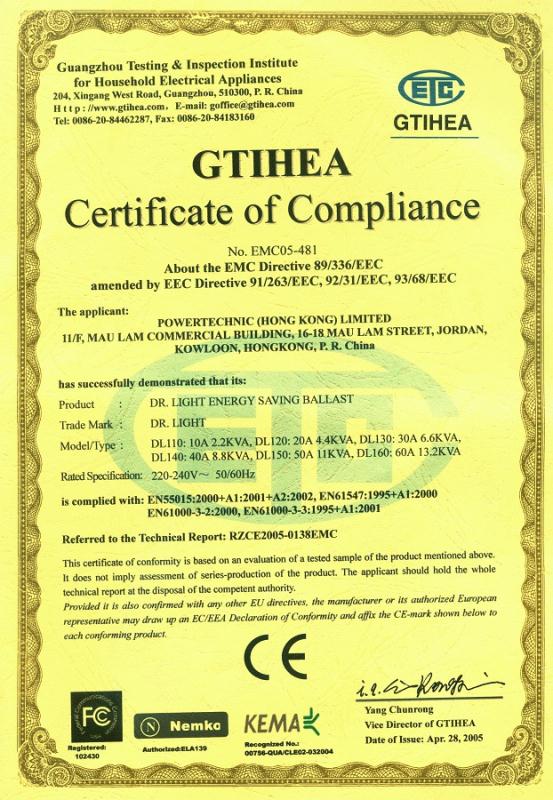 Guangzhou Testing & Inspection Institute
for Household Electrical Appliances
204, Xingang West Road, Guangzhou, 510300, P. R. China
Http://www.gtihea.com, E-mail: goffice@gtihea.com
Tel: 0086-20-84462287, Fax: 0086-20-84183160
ETC
GTIHEA
GTIHEA
Certificate of Compliance
No. EMC05-481
About the EMC Directive 89/336/EEC
amended by EEC Directive 91/263/EEC, 92/31/EEC, 93/68/EEC
The applicant:
POWERTECHNIC (HONG KONG) LIMITED
11/F, MAU LAM COMMERCIAL BUILDING, 16-18 MAU LAM STREET, JORDAN,
KOWLOON, HONGKONG, P. R. China
has successfully demonstrated that its:
Product : DR. LIGHT ENERGY SAVING BALLAST
Trade Mark : DR. LIGHT
Model/Type : DL110: 10A 2.2KVA, DL120: 20A 4.4KVA, DL130: 30A 6.6KVA,
DL140: 40A 8.8KVA, DL150: 50A 11KVA, DL160: 60A 13.2KVA
Rated Specification: 220-240V~ 50/60Hz
is complied with: EN55015:2000+A1:2001+A2:2002, EN61547:1995+A1:2000
EN61000-3-2:2000, EN61000-3-3:1995+A1:2001
Referred to the Technical Report: RZCE2005-0138EMC
This certificate of conformity is based on an evaluation of a tested sample of the product mentioned above.
It does not imply assessment of series-production of the product. The applicant should hold the whole
technical report at the disposal of the competent authority.
Provided it is also confirmed with any other EU directives, the manufacturer or its authorized European
representative may draw up an EC/EEA Declaration of Conformity and affix the CE-mark shown below to
each conforming product.
CE
FC
USA
Registered:
102430
N Nemko
Authorized:ELA139
KEMA
Recognized No.:
00756-QUA/CLE02-032004
Yang Chunrong
Vice Director of GTIHEA
Date of Issue: Apr. 28, 2005